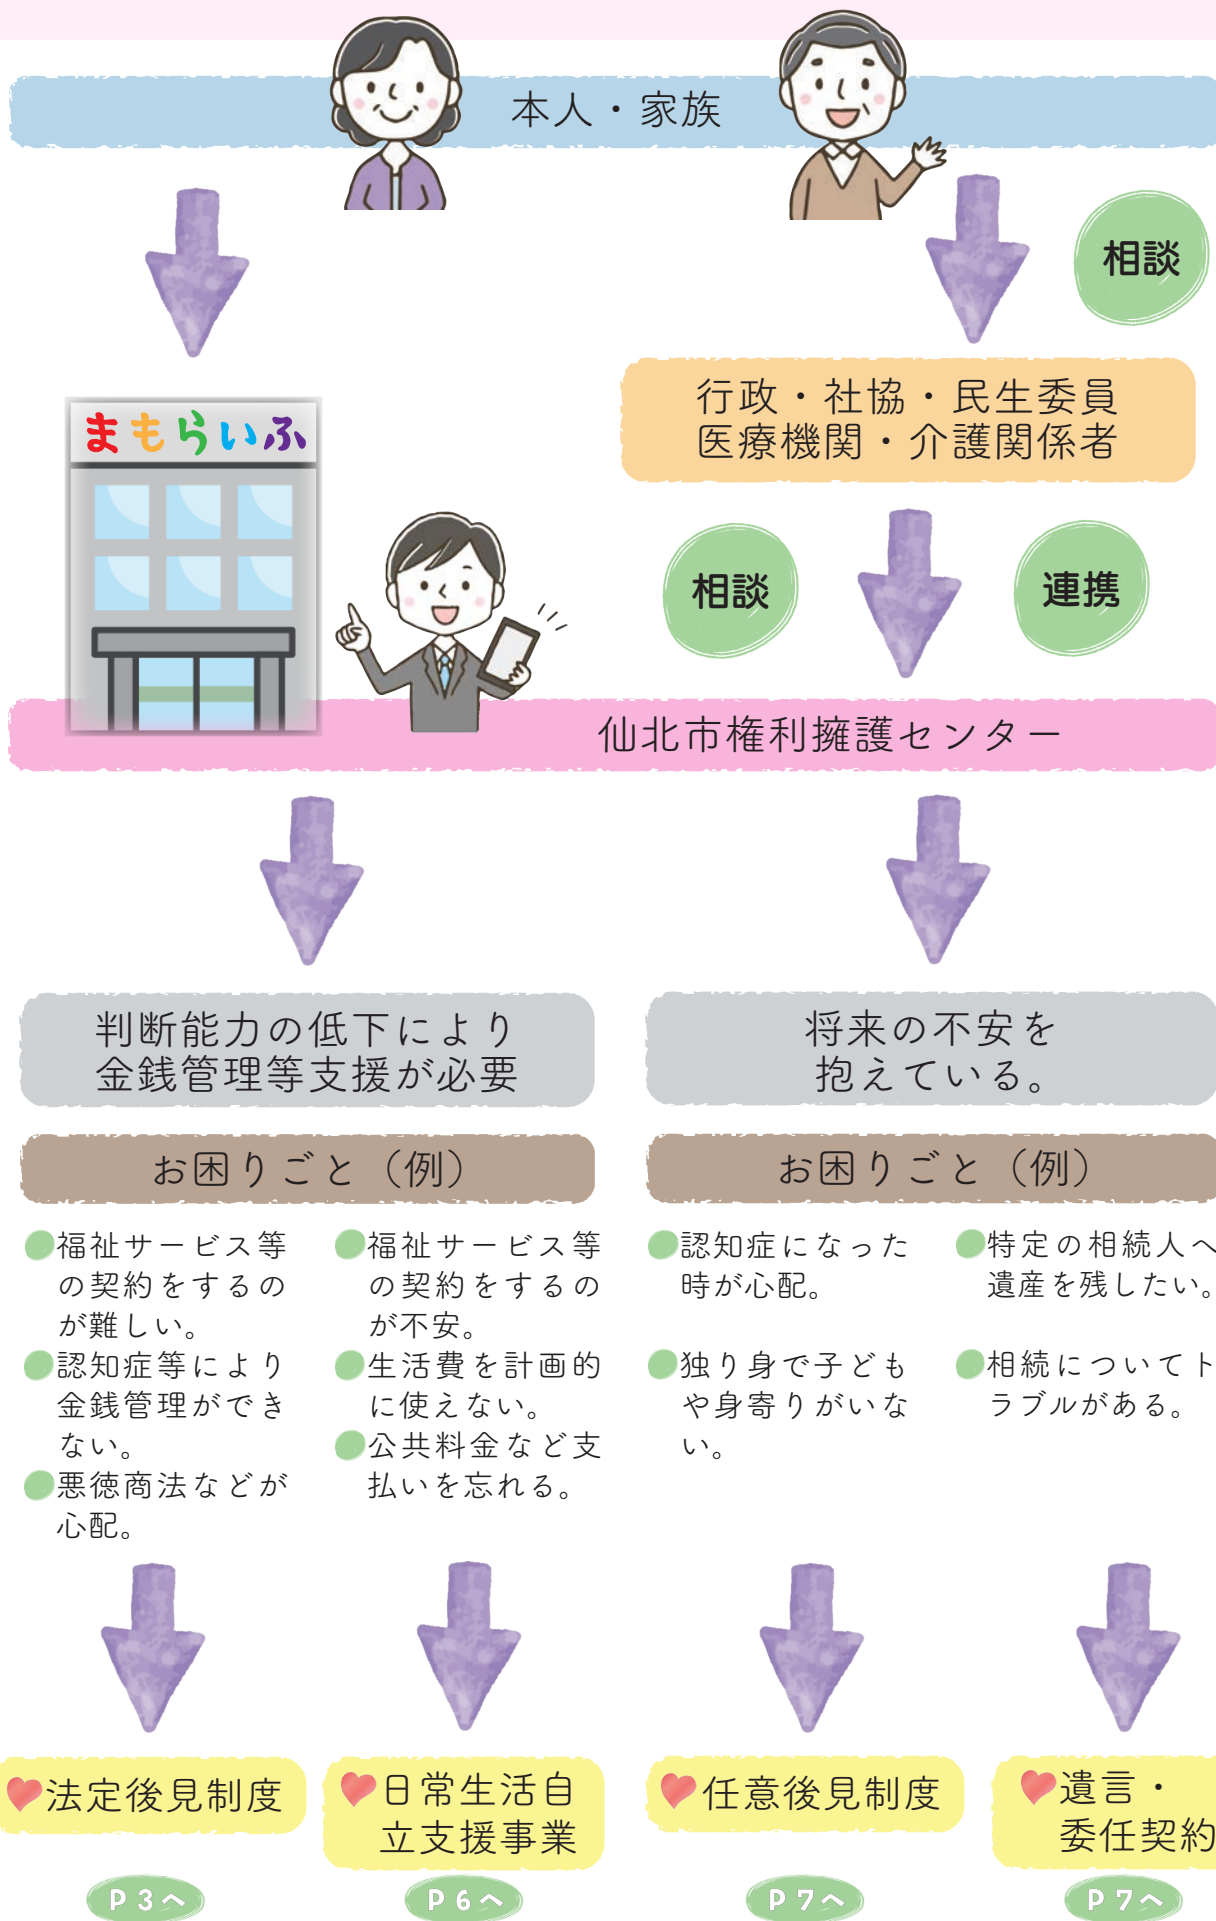 本人・家族
相談
行政・社協・民生委員
医療機関・介護関係者
まもらいふ
相談
連携
仙北市権利擁護センター
判断能力の低下により
金銭管理等支援が必要
お困りごと（例）
福祉サービス等
の契約をするの
が難しい。
認知症等により
金銭管理ができ
ない。
悪徳商法などが
心配。
福祉サービス等
の契約をするの
が不安。
生活費を計画的
に使えない。
公共料金など支
払いを忘れる。
将来の不安を
抱えている。
お困りごと（例）
認知症になった
時が心配。
独り身で子ども
や身寄りがいな
い。
特定の相続人へ
遺産を残したい。
相続についてト
ラブルがある。
法定後見制度
P3へ
日常生活自
立支援事業
P6へ
任意後見制度
P7へ
遺言・
委任契約
P7へ